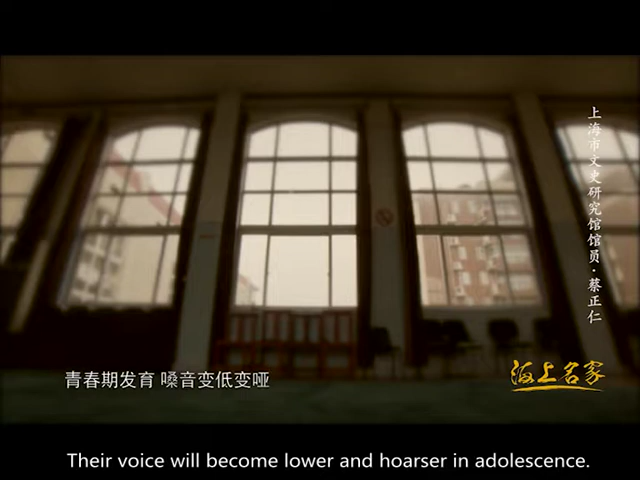 上海市文史研究馆馆员·蔡正仁
青春期发育 嗓音变低变哑
海上名家
Their voice will become lower and hoarser in adolescence.